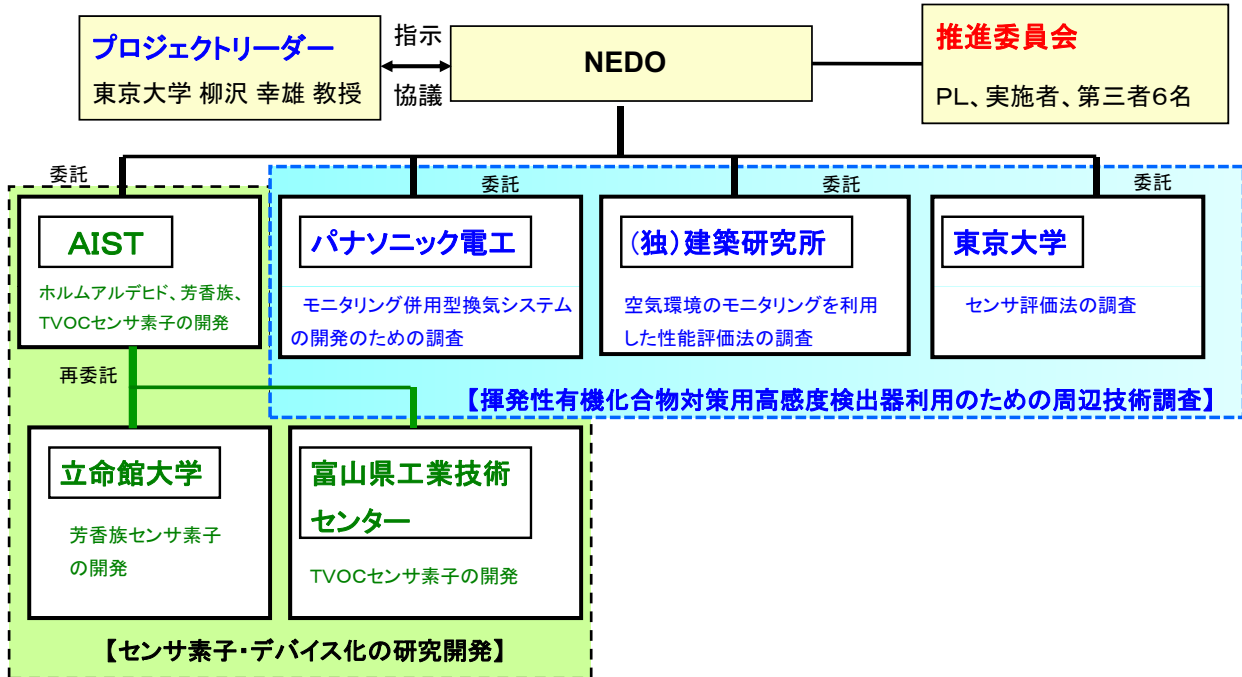 プロジェクトリーダー
東京大学 柳沢 幸雄 教授
指示
協議
NEDO
推進委員会
PL、実施者、第三者6名
委託
委託
委託
委託
AIST
ホルムアルデヒド、芳香族、
TVOCセンサ素子の開発
パナソニック電工
モニタリング併用型換気システム
の開発のための調査
(独)建築研究所
空気環境のモニタリングを利用
した性能評価法の調査
東京大学
センサ評価法の調査
再委託
【揮発性有機化合物対策用高感度検出器利用のための周辺技術調査】
立命館大学
芳香族センサ素子
の開発
富山県工業技術
センター
TVOCセンサ素子の開発
【センサ素子・デバイス化の研究開発】